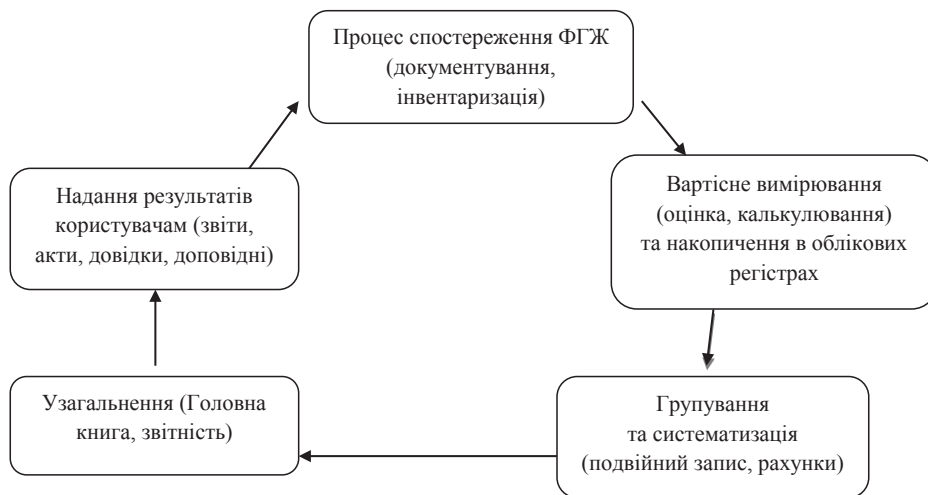 Процес спостереження ФГЖ
(документування,
інвентаризація)
Вартісне вимірювання
(оцінка, калькулювання)
та накопичення в облікових
регістрах
Групування
та систематизація
(подвійний запис, рахунки)
Узагальнення (Головна
книга, звітність)
Надання результатів
користувачам (звіти,
акти, довідки, доповідні)